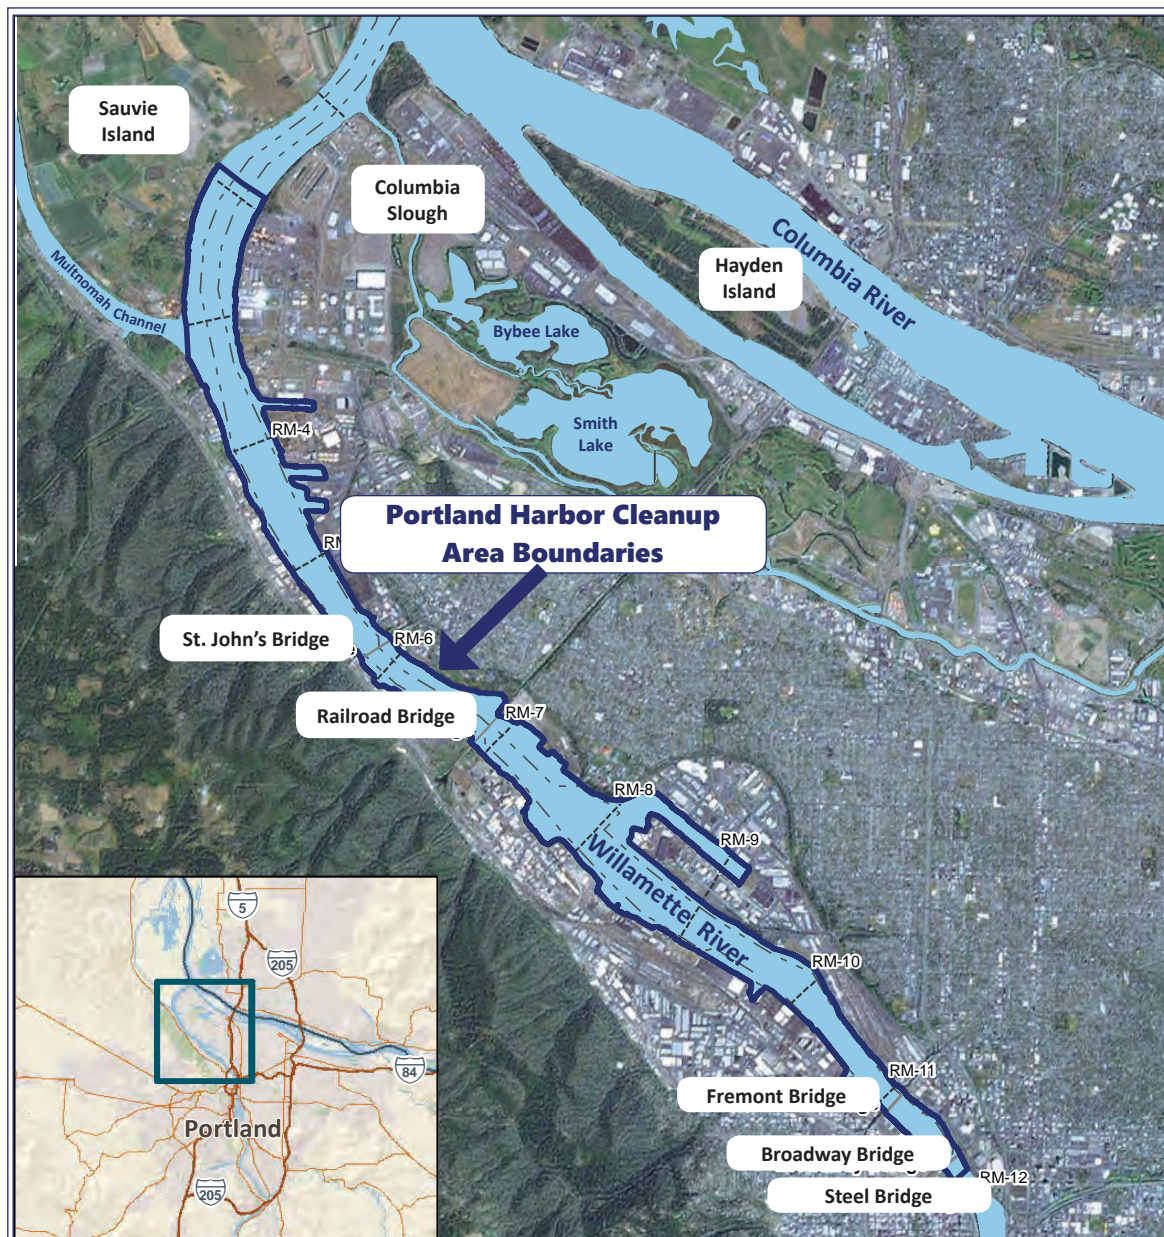 Sauvie
Island
Columbia
Slough
Columbia River
Hayden
Island
Multnomah Channel
Bybee Lake
Smith
Lake
RM-4
Portland Harbor Cleanup
Area Boundaries
St. John's Bridge
RM-6
Railroad Bridge
RM-7
RM-8
RM-9
Willamette River
RM-10
RM-11
Fremont Bridge
Broadway Bridge
RM-12
Steel Bridge
5
205
84
Portland
205